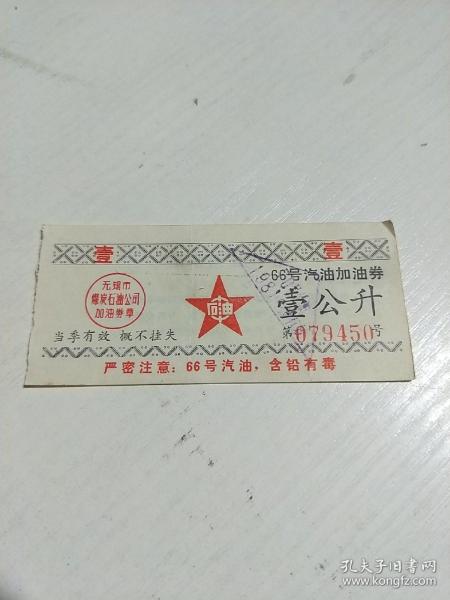 壹 壹
66号汽油加油券
壹公升
第079450号
无锡市
煤炭石油公司
加油券章
当季有效 概不挂失
严密注意：66号汽油，含铅有毒
孔夫子旧书网
www.kongfz.com